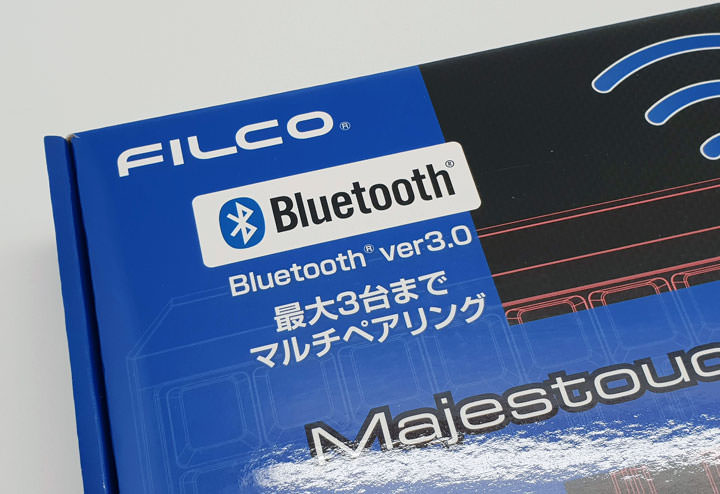 FILCO®
Bluetooth®
Bluetooth® ver3.0
最大3台まで
マルチペアリング
Majestouc